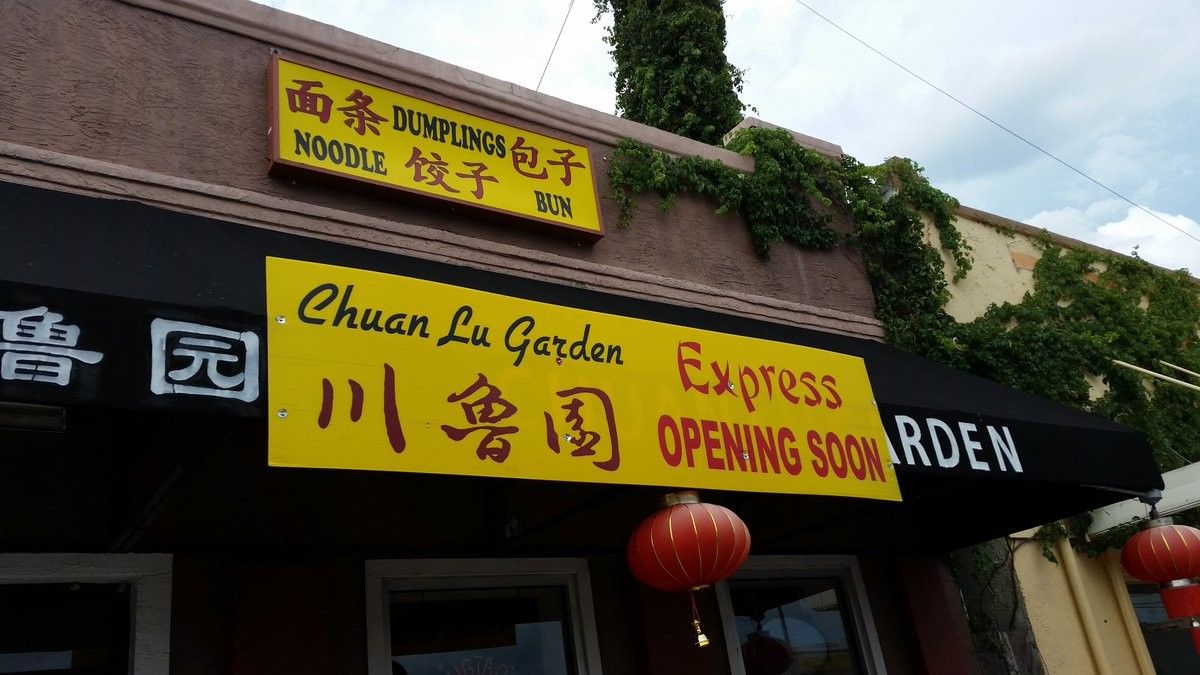 面条 DUMPLINGS 包子
NOODLE 饺子 BUN
Chuan Lu Garden Express
川魯園 OPENING SOON
魯园
ARDEN